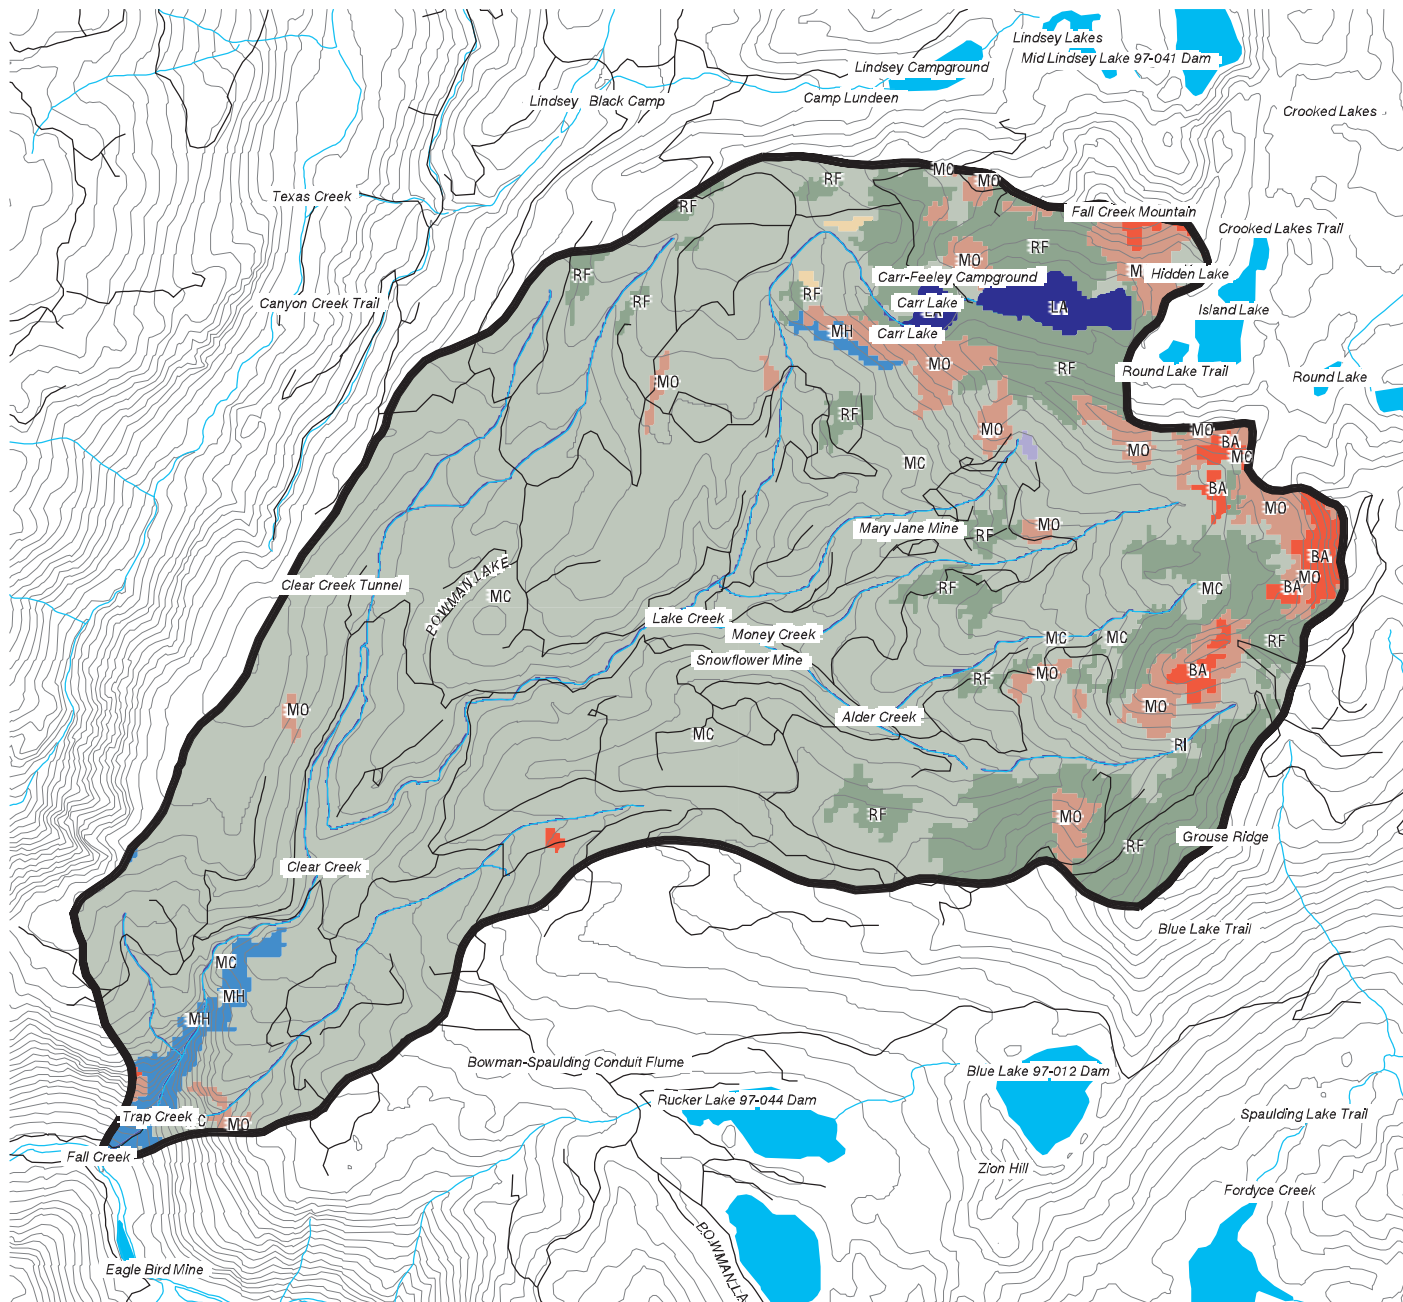 Lindsey Lakes
Mid Lindsey Lake 97-041 Dam
Lindsey Campground
Camp Lundeen
Lindsey
Black Camp
Crooked Lakes
MC
MO
RF
Texas Creek
RF
Fall Creek Mountain
Crooked Lakes Trail
RF
MO
RF
Carr-Feeley Campground
M
Hidden Lake
RF
RF
Canyon Creek Trail
Carr Lake
LA
LA
Island Lake
MH
Carr Lake
MO
RF
Round Lake Trail
Round Lake
MO
RF
MO
MO
BA
MC
MO
MC
BA
MO
Mary Jane Mine
MO
RF
BA
MO
BA
Clear Creek Tunnel
BOWMAN LAKE
MC
RF
MC
Lake Creek
Money Creek
MC
MC
RF
Snowflower Mine
RF
MO
BA
MO
MO
Alder Creek
MC
RI
RF
MO
RF
Grouse Ridge
Clear Creek
Blue Lake Trail
MC
MH
MH
Bowman-Spaulding Conduit Flume
Blue Lake 97-012 Dam
Rucker Lake 97-044 Dam
Trap Creek
C
MO
Spaulding Lake Trail
Fall Creek
Zion Hill
Fordyce Creek
BOWMAN LA
Eagle Bird Mine